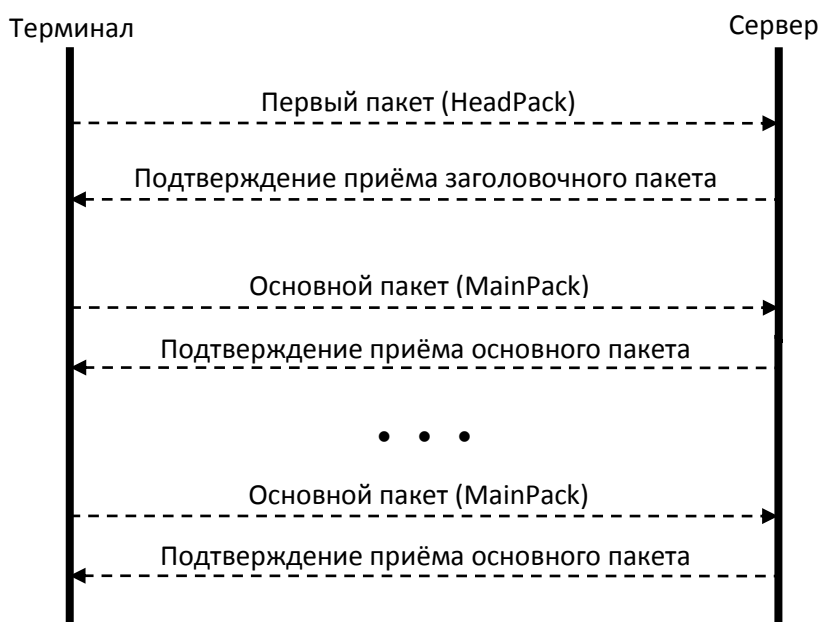 Терминал
Сервер
Первый пакет (HeadPack)
Подтверждение приёма заголовочного пакета
Основной пакет (MainPack)
Подтверждение приёма основного пакета
• • •
Основной пакет (MainPack)
Подтверждение приёма основного пакета